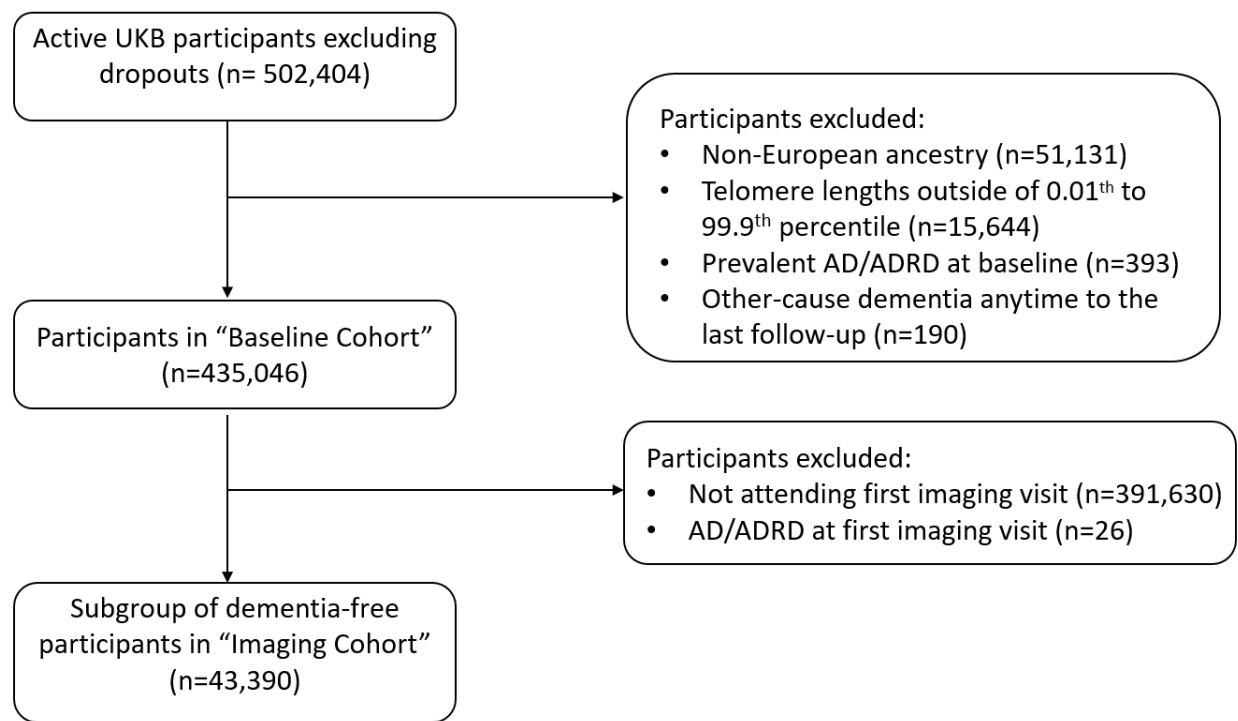 Active UKB participants excluding
dropouts (n= 502,404)
Participants excluded:
• Non-European ancestry (n=51,131)
• Telomere lengths outside of 0.01th to
99.9th percentile (n=15,644)
• Prevalent AD/ADRD at baseline (n=393)
• Other-cause dementia anytime to the
last follow-up (n=190)
Participants in “Baseline Cohort”
(n=435,046)
Participants excluded:
• Not attending first imaging visit (n=391,630)
• AD/ADRD at first imaging visit (n=26)
Subgroup of dementia-free
participants in “Imaging Cohort”
(n=43,390)